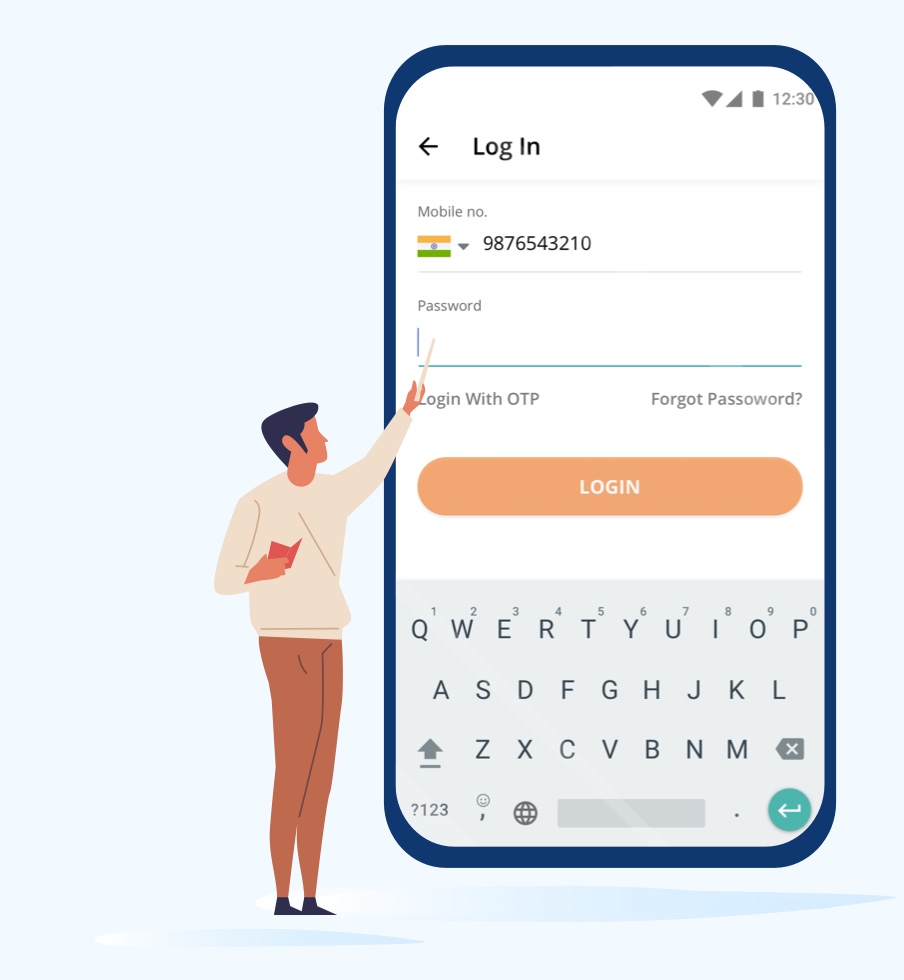 12:30
Log In
Mobile no.
9876543210
Password
Login With OTP Forgot Passoword?
LOGIN
1 2 3 4 5 6 7 8 9 0
Q W E R T Y U I O P
A S D F G H J K L
Z X C V B N M
?123 , .